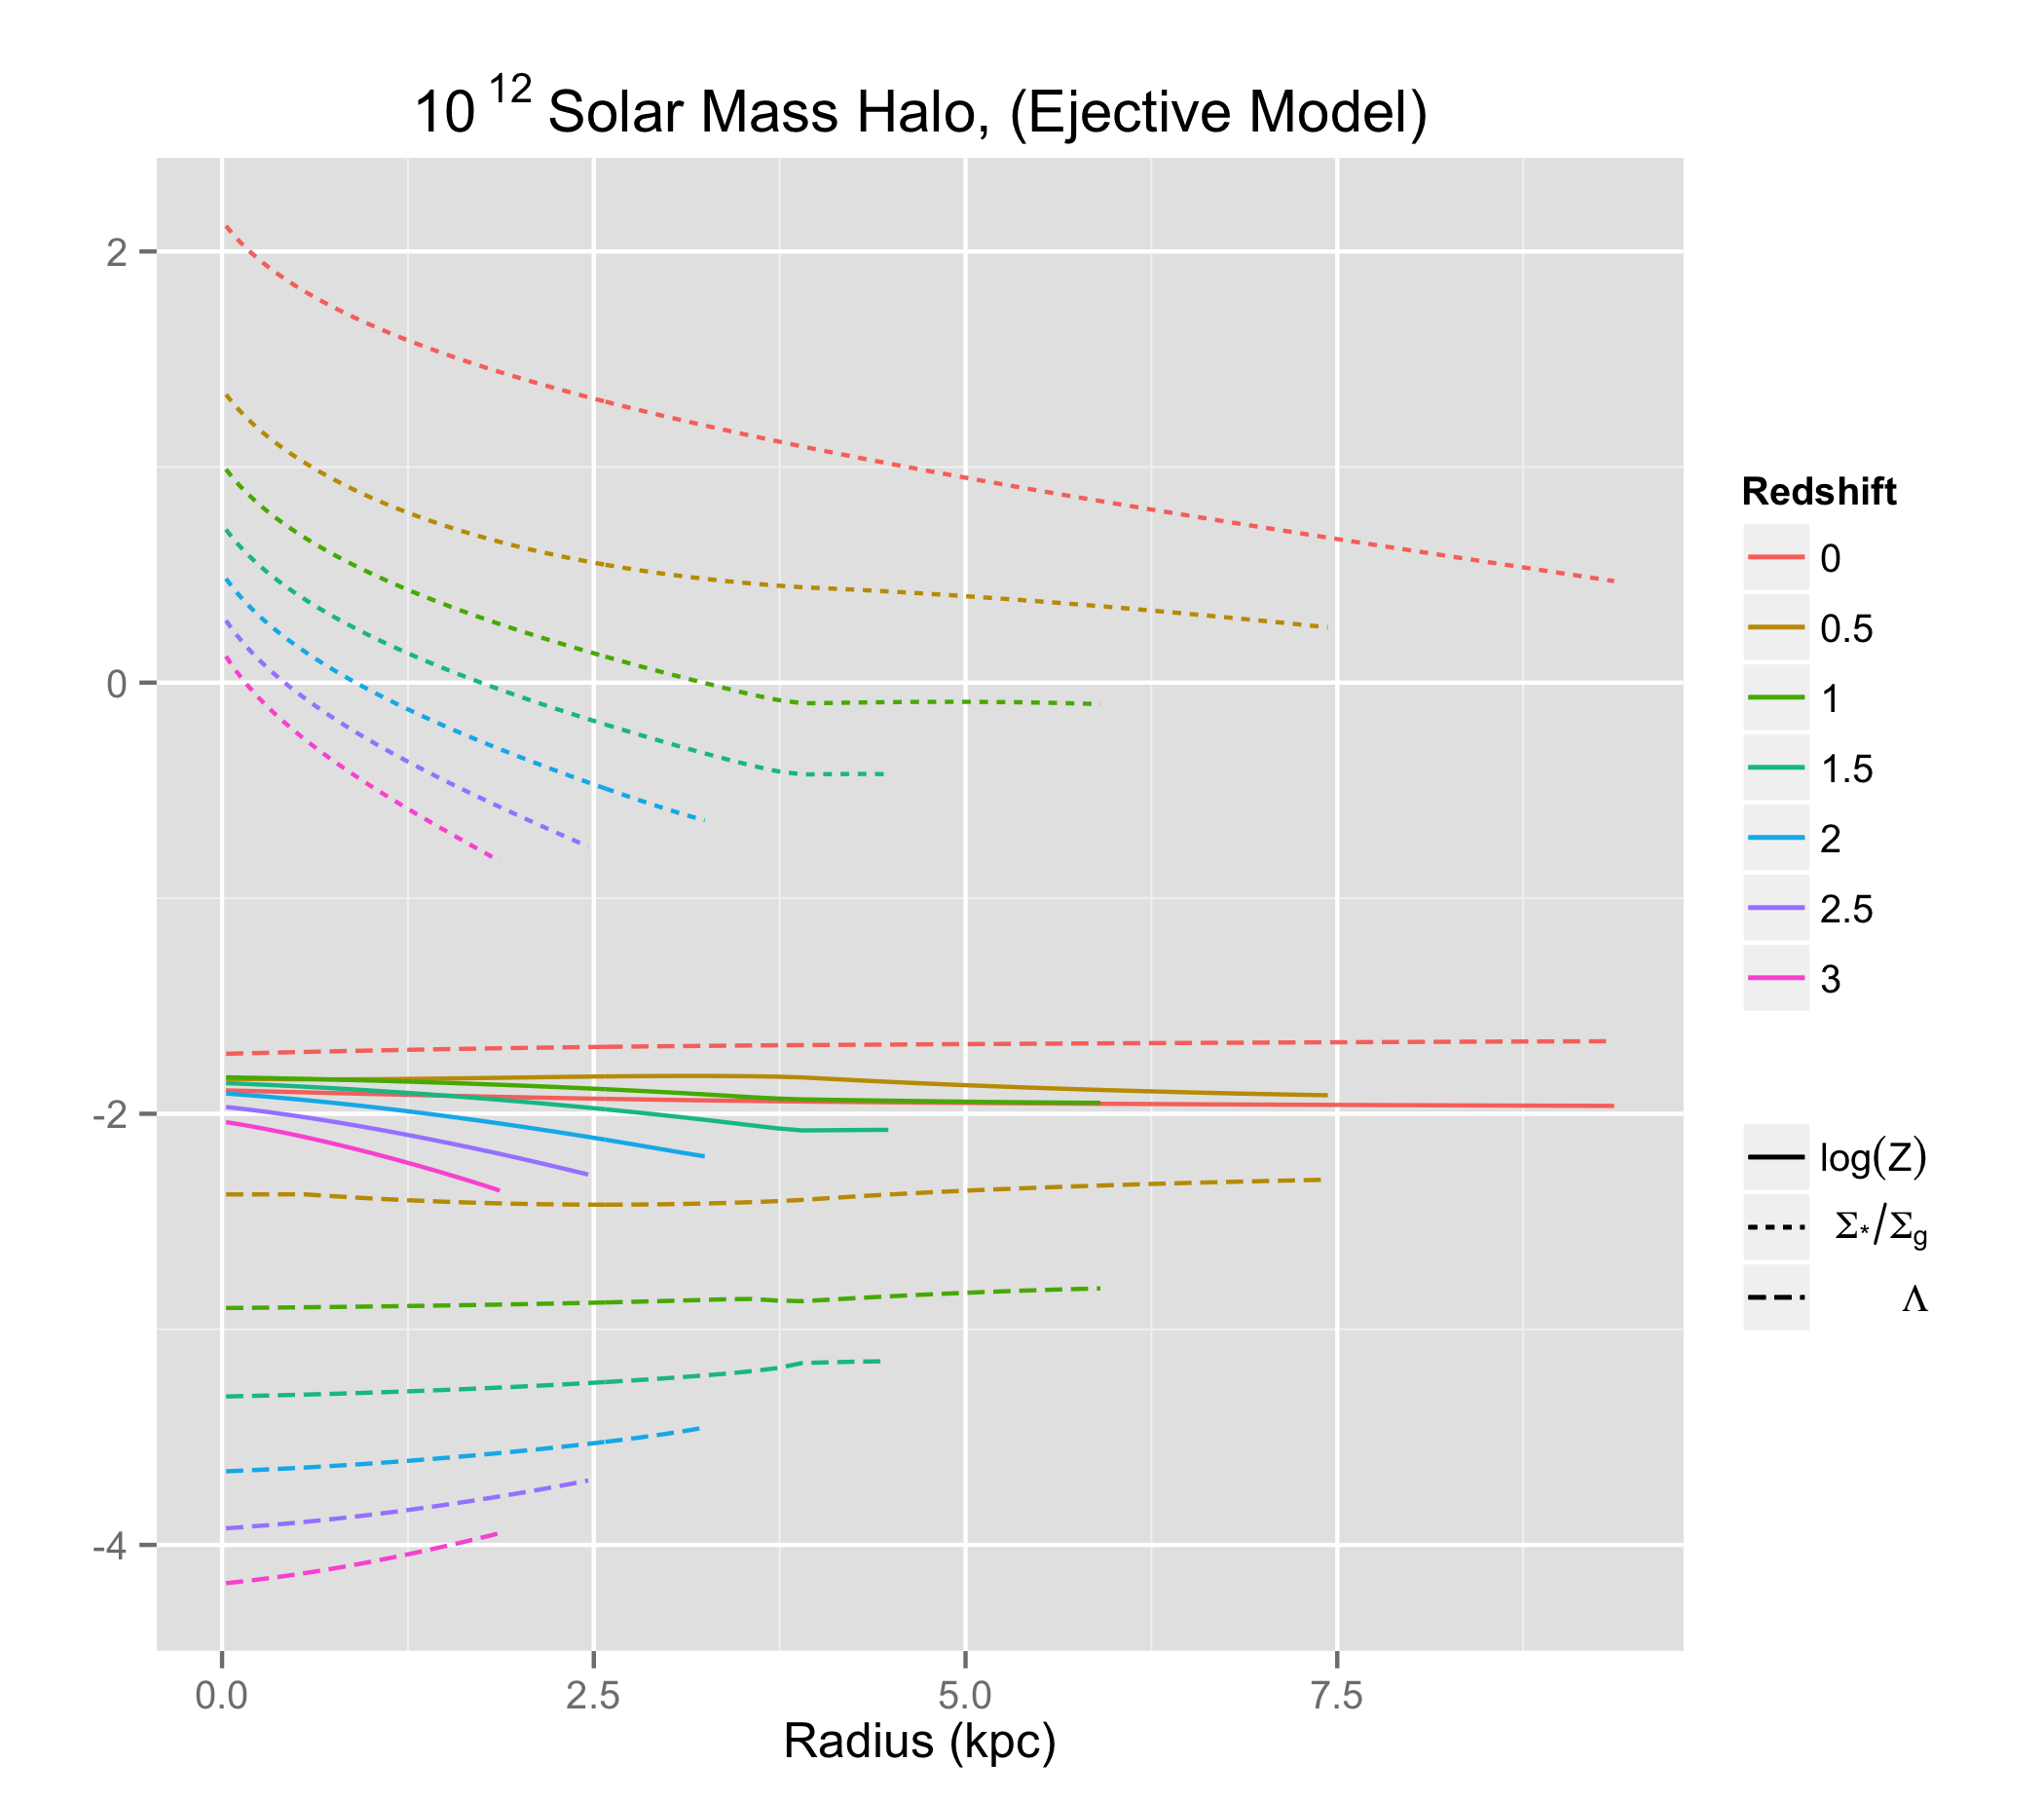 10 12 Solar Mass Halo, (Ejective Model)
2
0
-2
-4
0.0 2.5 5.0 7.5
Radius (kpc)
Redshift
0
0.5
1
1.5
2
2.5
3
log(Z)
Σ*/Σg
Λ